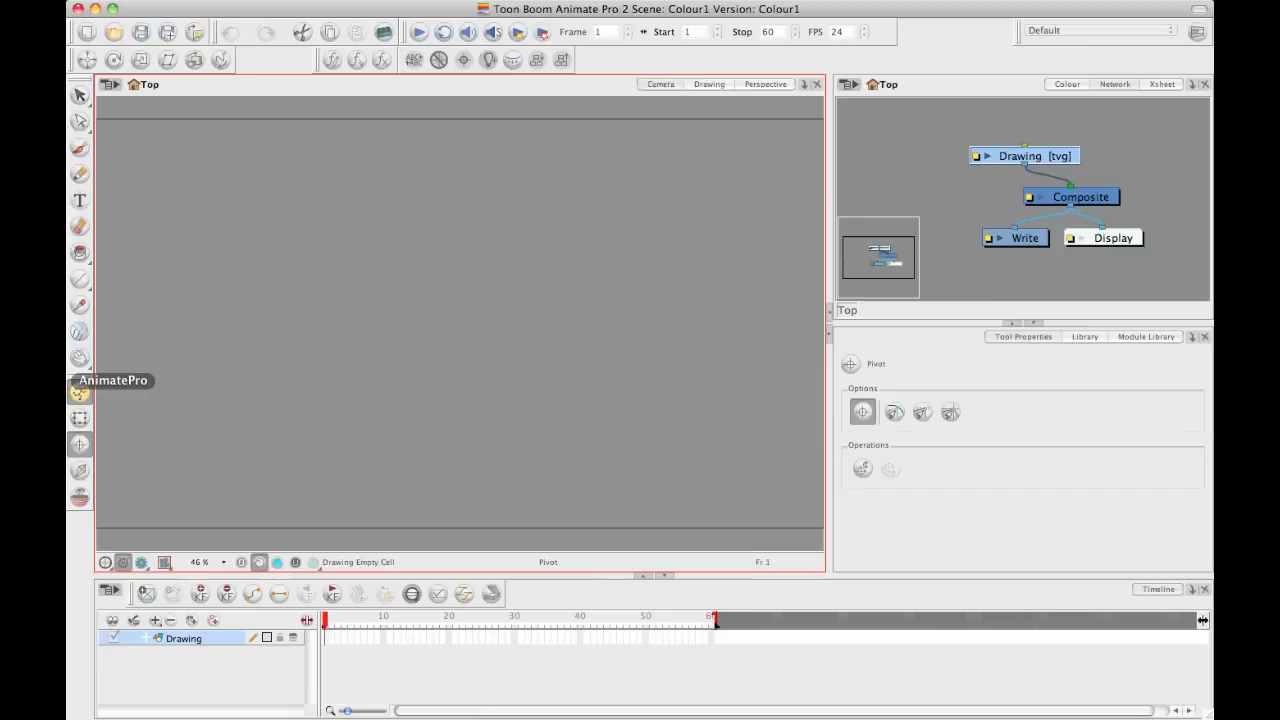 Toon Boom Animate Pro 2 Scene: Colour1 Version: Colour1
Frame 1 Start 1 Stop 60 FPS 24
Default
Top
Camera Drawing Perspective
Top
Colour Network Xsheet
Drawing [tvg]
Composite
Write Display
Top
Tool Properties Library Module Library
Pivot
Options
Operations
AnimatePro
46 % Drawing Empty Cell Pivot Fr 1
Timeline
10 20 30 40 50
Drawing